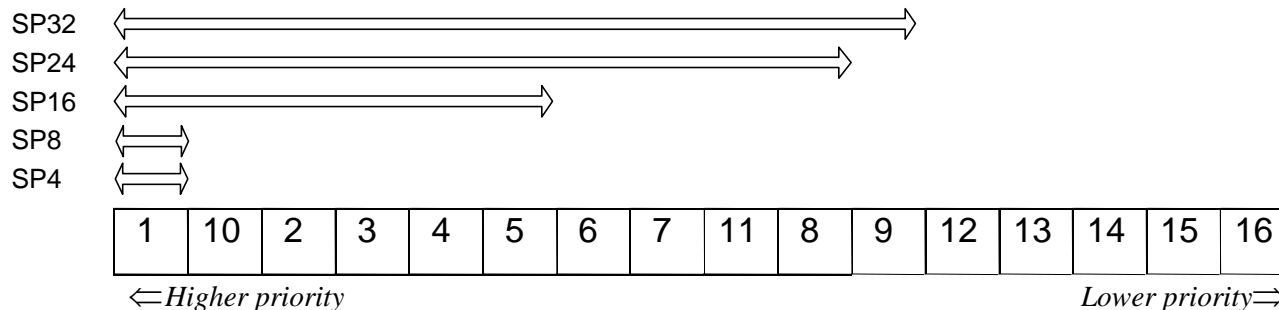 SP32
SP24
SP16
SP8
SP4
1 10 2 3 4 5 6 7 11 8 9 12 13 14 15 16
⇐Higher priority Lower priority⇒